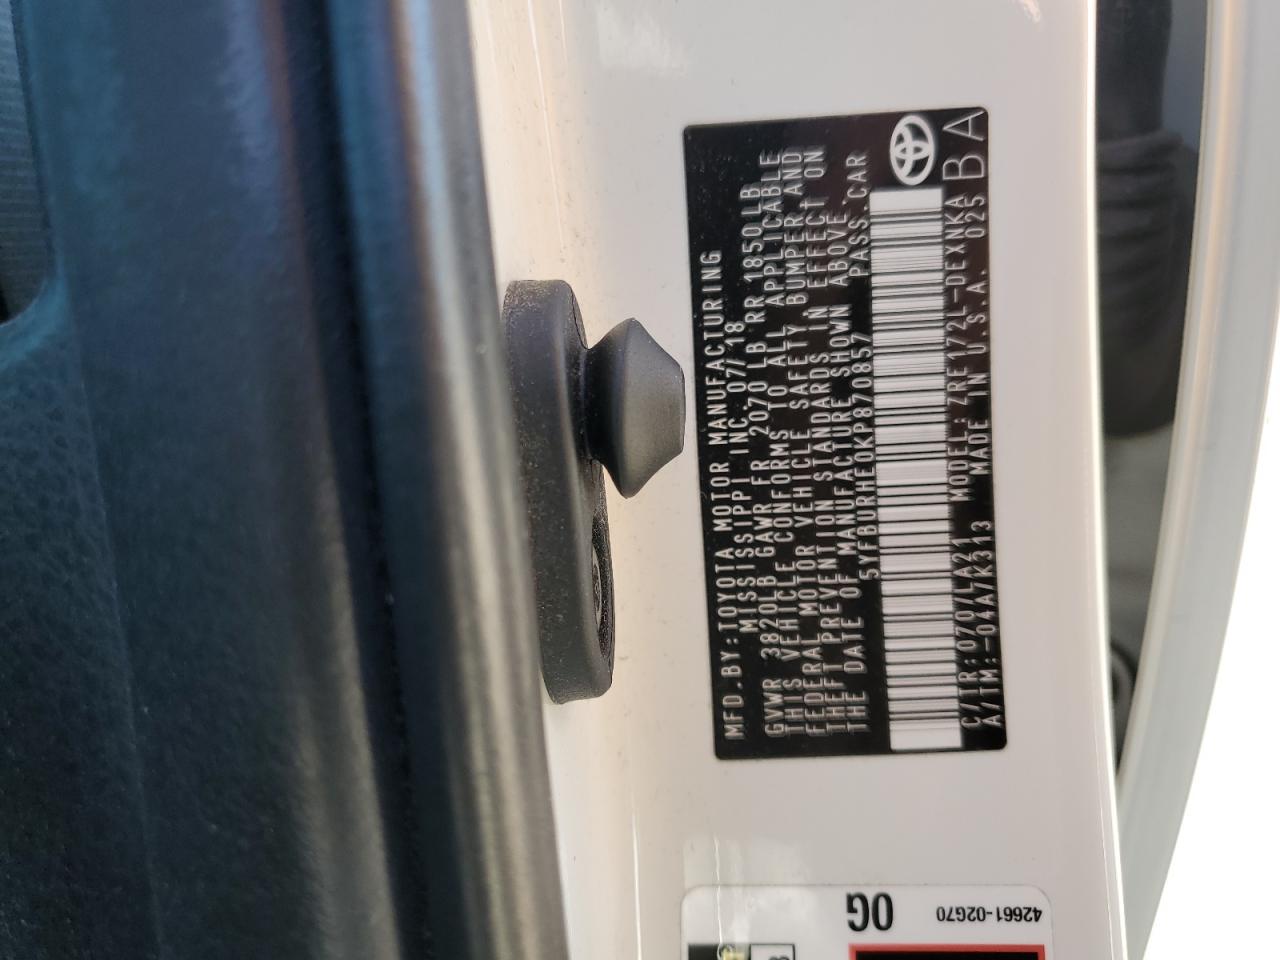 MFD.BY:TOYOTA MOTOR MANUFACTURING
MISSISSIPPI INC. 07/18
GVWR 3820LB GAWR FR 2070 LB RR 1850LB
THIS VEHICLE CONFORMS TO ALL APPLICABLE
FEDERAL MOTOR VEHICLE SAFETY, BUMPER AND
THEFT PREVENTION STANDARDS IN EFFECT ON
THE DATE OF MANUFACTURE SHOWN ABOVE.
5YFBURHE0KP870857 PASS.CAR
C/TR:070/LA21 MODEL:ZRE172L-DEXNKA
A/TM:-04A/K313 MADE IN U.S.A. 025
BA
0G
42661-02G70